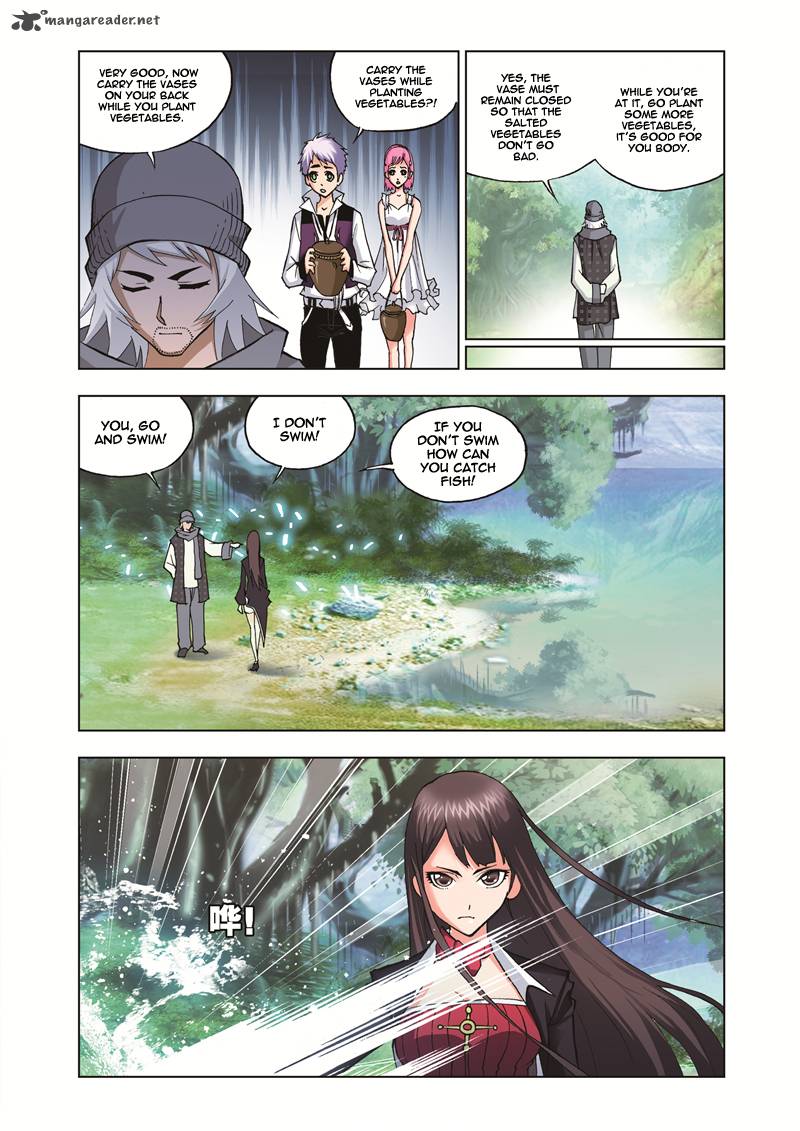 mangareader.net
VERY GOOD, NOW
CARRY THE VASES
ON YOUR BACK
WHILE YOU PLANT
VEGETABLES.
CARRY THE
VASES WHILE
PLANTING
VEGETABLES?!
YES, THE
VASE MUST
REMAIN CLOSED
SO THAT THE
SALTED
VEGETABLES
DON'T GO
BAD.
WHILE YOU'RE
AT IT, GO PLANT
SOME MORE
VEGETABLES,
IT'S GOOD FOR
YOU BODY.
YOU, GO
AND SWIM!
I DON'T
SWIM!
IF YOU
DON'T SWIM
HOW CAN
YOU CATCH
FISH!
哗!